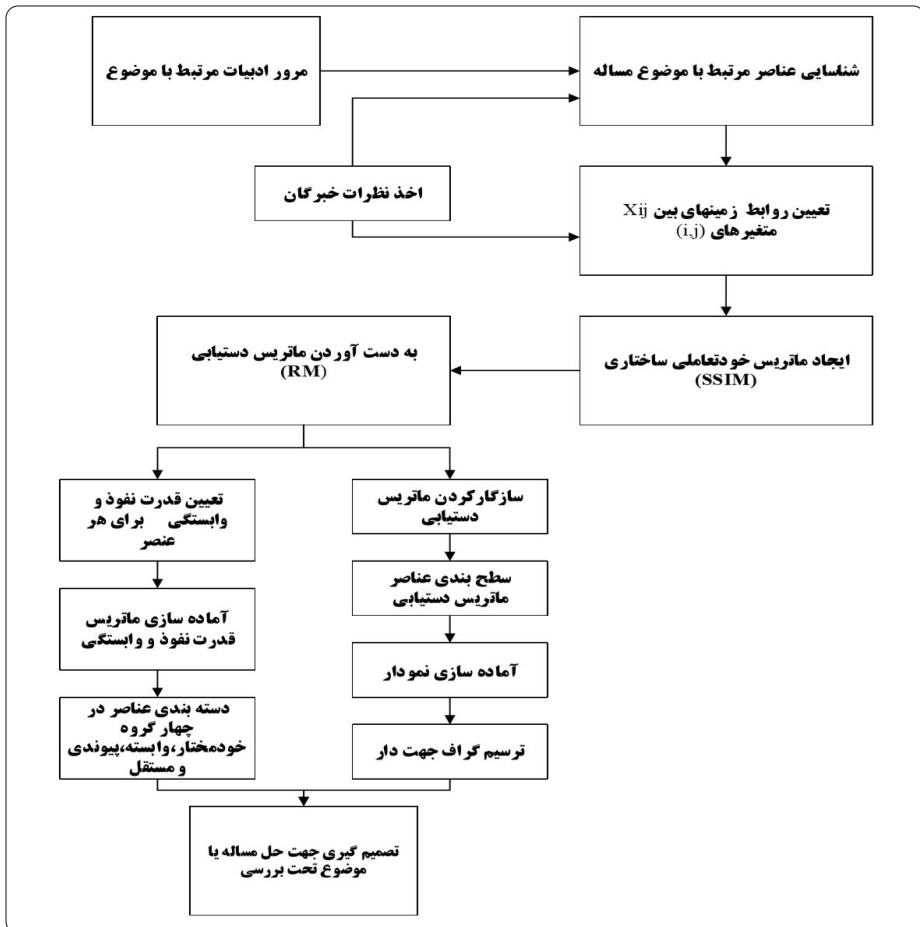 مرور ادبیات مرتبط با موضوع
شناسایی عناصر مرتبط با موضوع مساله
اخذ نظرات خبرگان
تعیین روابط زمینهای بین Xij
متغیرهای (i,j)
ایجاد ماتریس خودتعاملی ساختاری
(SSIM)
به دست آوردن ماتریس دستیابی
(RM)
سازگارکردن ماتریس
دستیابی
سطح بندی عناصر
ماتریس دستیابی
آماده سازی نمودار
ترسیم گراف جهت دار
تعیین قدرت نفوذ و
وابستگی برای هر
عنصر
آماده سازی ماتریس
قدرت نفوذ و وابستگی
دسته بندی عناصر در
چهار گروه
خودمختار،وابسته،پیوندی
و مستقل
تصمیم گیری جهت حل مساله یا
موضوع تحت بررسی